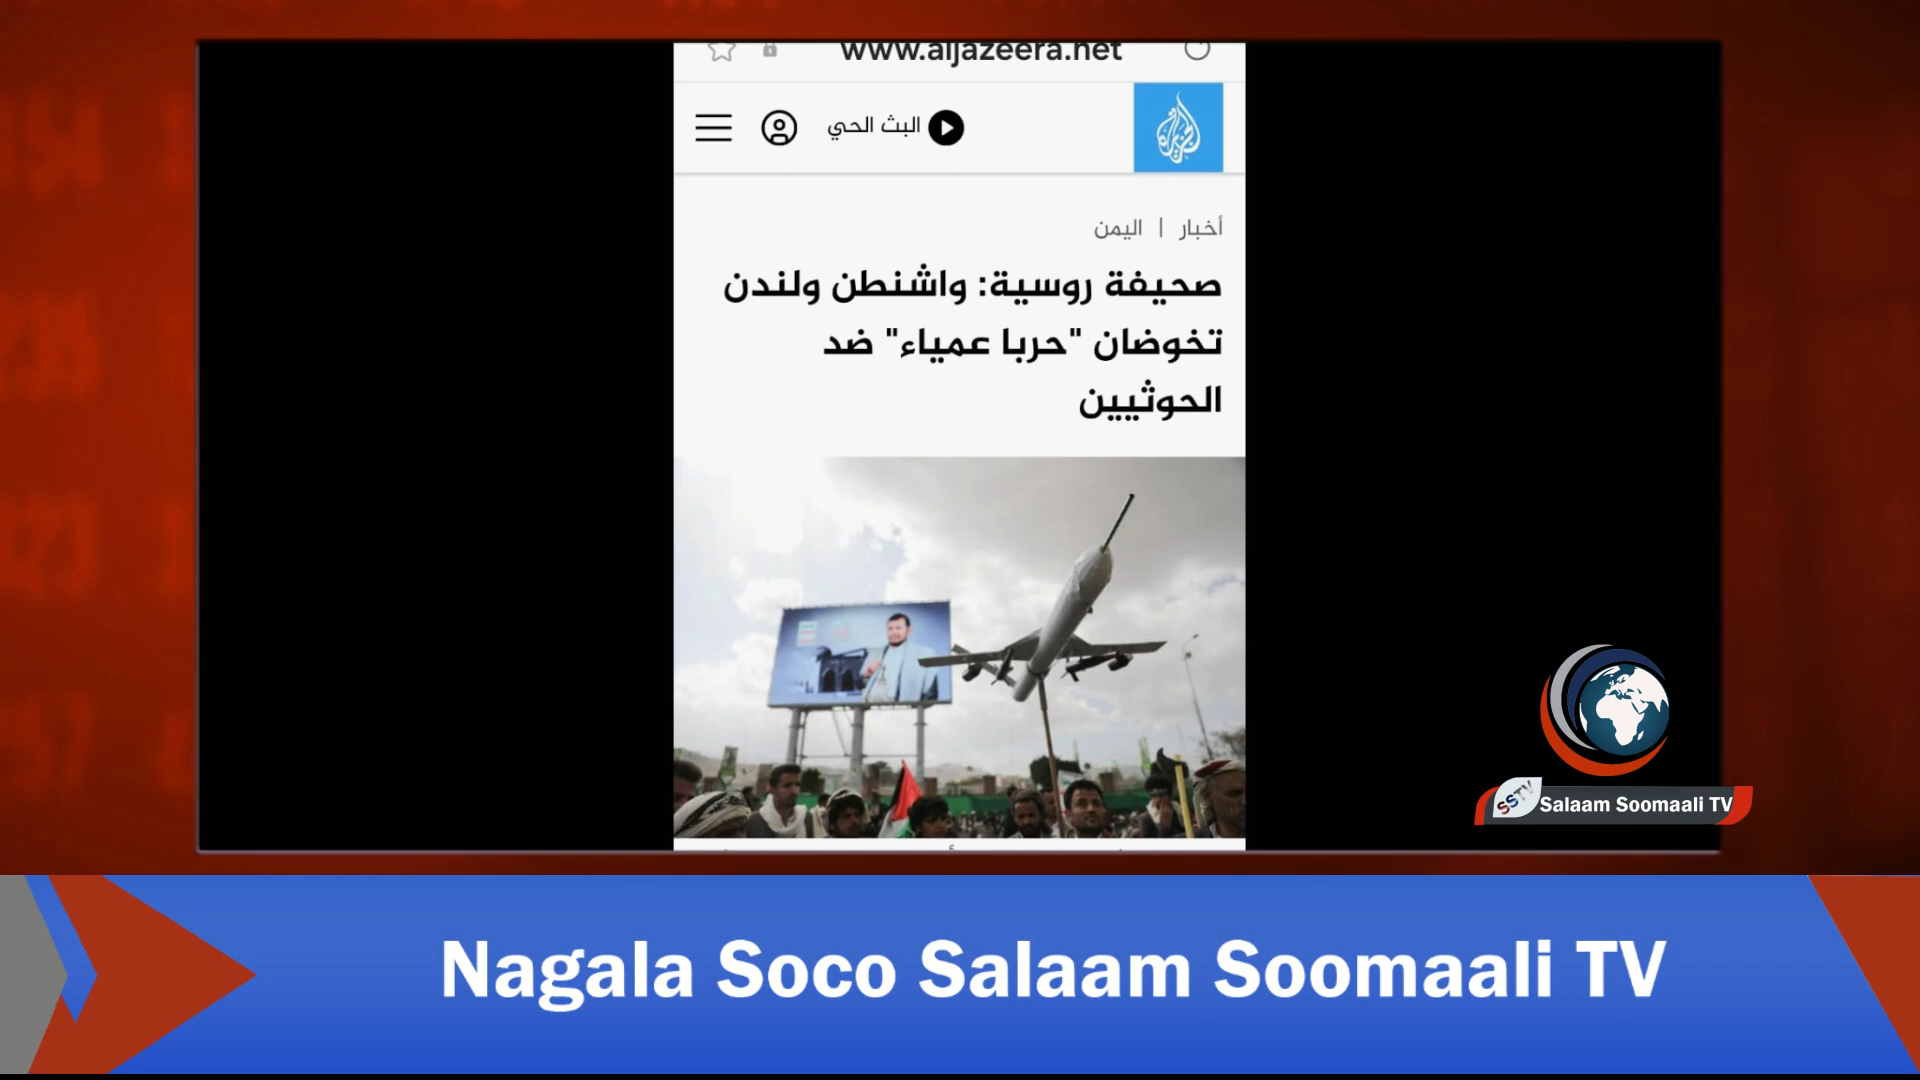 www.aljazeera.net
البث الحي
أخبار | اليمن
صحيفة روسية: واشنطن ولندن
تخوضان "حربا عمياء" ضد
الحوثيين
SSTV Salaam Soomaali TV
Nagala Soco Salaam Soomaali TV